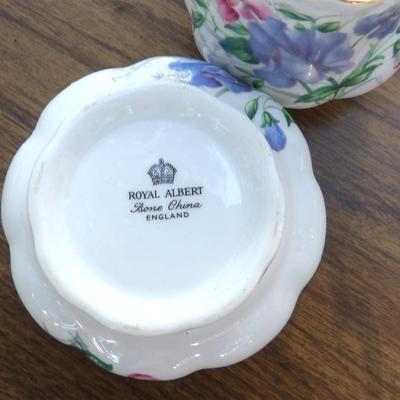 ROYAL ALBERT
Bone China
ENGLAND